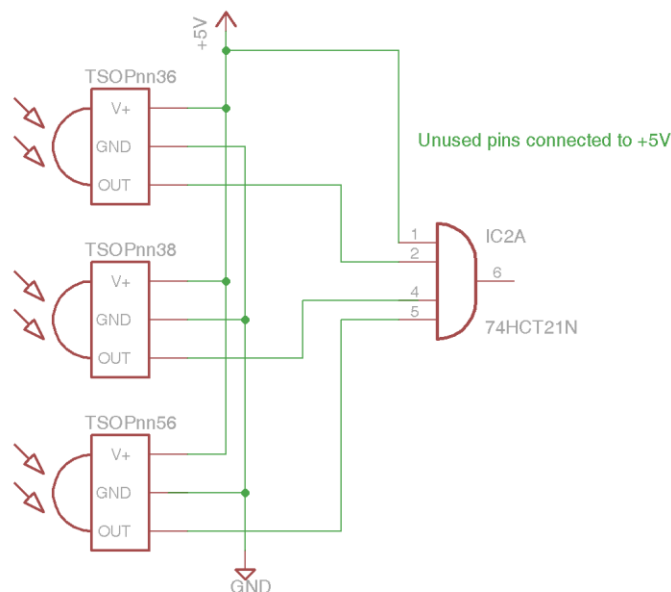 +5V
TSOPnn36
V+
GND
OUT
Unused pins connected to +5V
TSOPnn38
V+
GND
OUT
1
2
4
5
6
IC2A
74HCT21N
TSOPnn56
V+
GND
OUT
GND